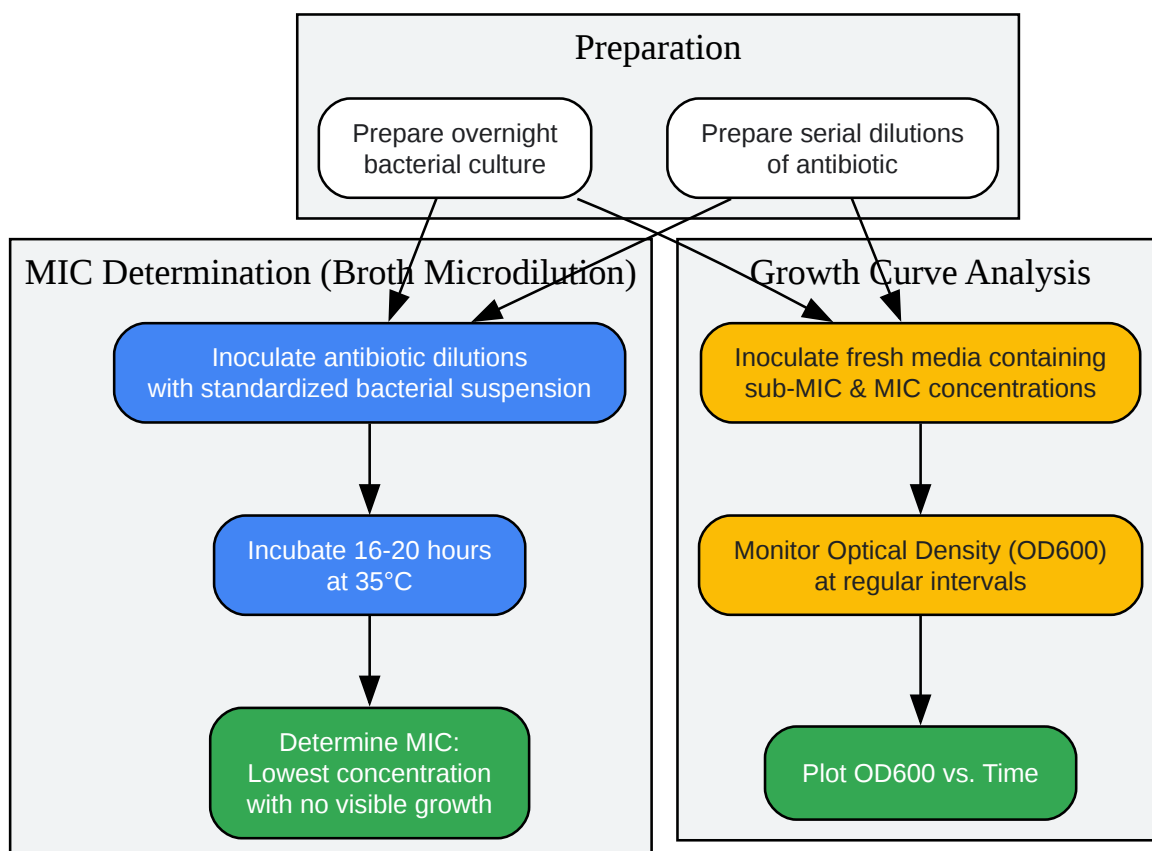 Preparation
Prepare overnight
bacterial culture
Prepare serial dilutions
of antibiotic
MIC Determination (Broth Microdilution)
Inoculate antibiotic dilutions
with standardized bacterial suspension
Incubate 16-20 hours
at 35°C
Determine MIC:
Lowest concentration
with no visible growth
Growth Curve Analysis
Inoculate fresh media containing
sub-MIC & MIC concentrations
Monitor Optical Density (OD600)
at regular intervals
Plot OD600 vs. Time